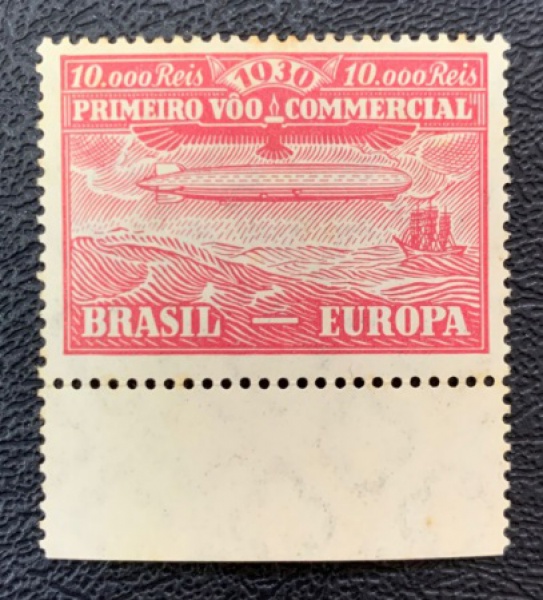 10.000 Reis 1930 10.000 Reis
PRIMEIRO VÔO COMMERCIAL
BRASIL — EUROPA